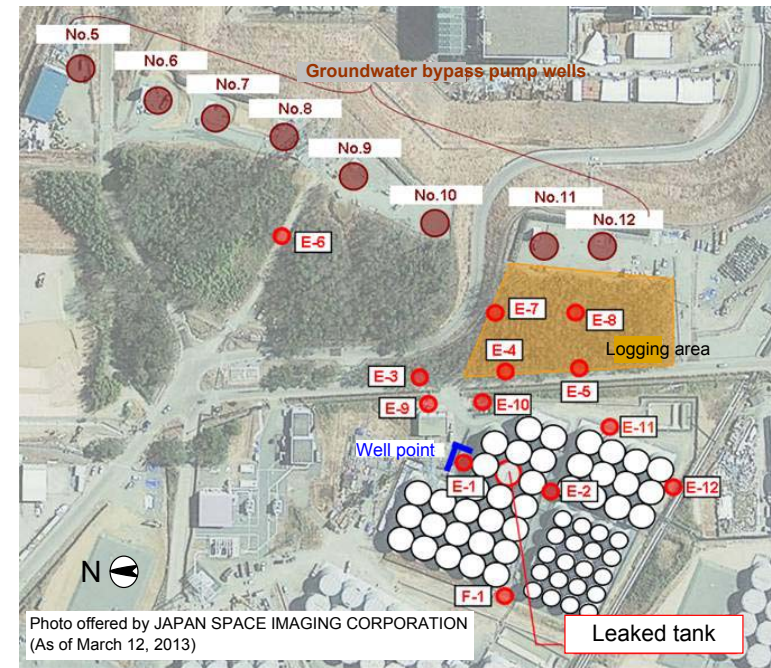 No.5
No.6
No.7
Groundwater bypass pump wells
No.8
No.9
No.10
No.11
No.12
E-6
E-7
E-8
E-4
Logging area
E-3
E-5
E-9
E-10
E-11
Well point
E-1
E-2
E-12
N
F-1
Photo offered by JAPAN SPACE IMAGING CORPORATION
(As of March 12, 2013)
Leaked tank